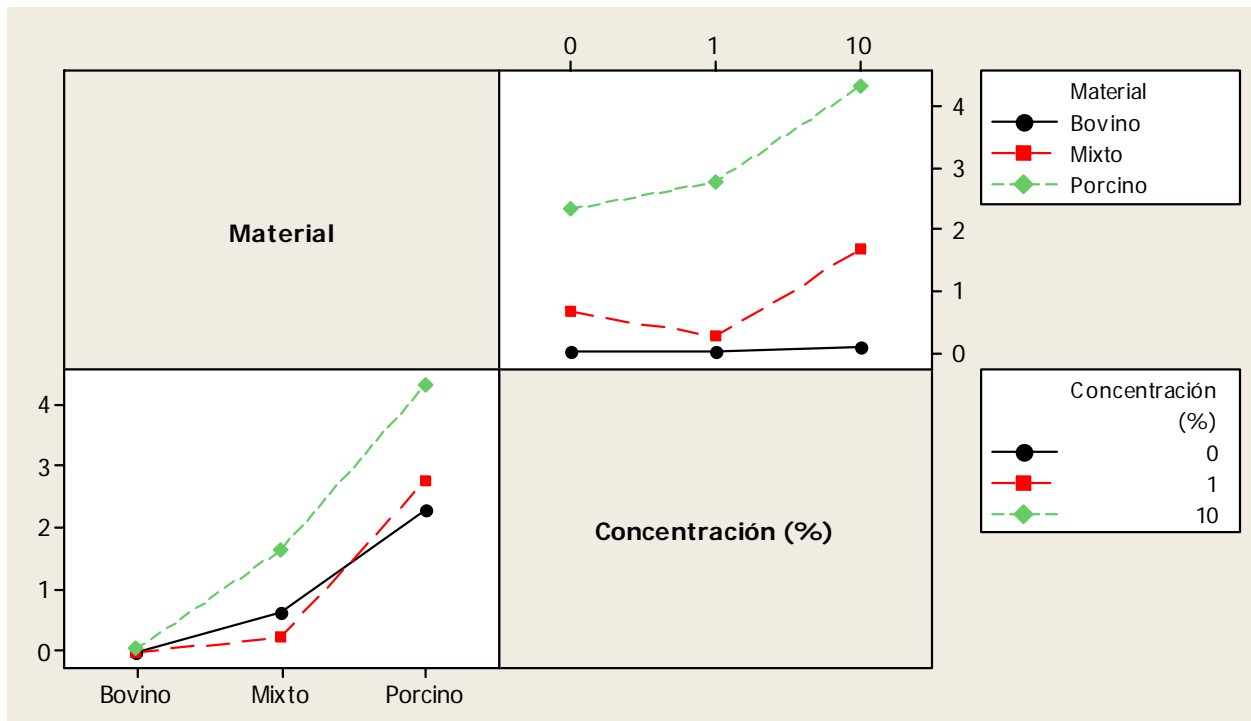 0 1 10
Material
Bovino
Mixto
Porcino
4
3
2
1
0
Material
4
3
2
1
0
Concentración (%)
Concentración
(%)
0
1
10
Bovino Mixto Porcino